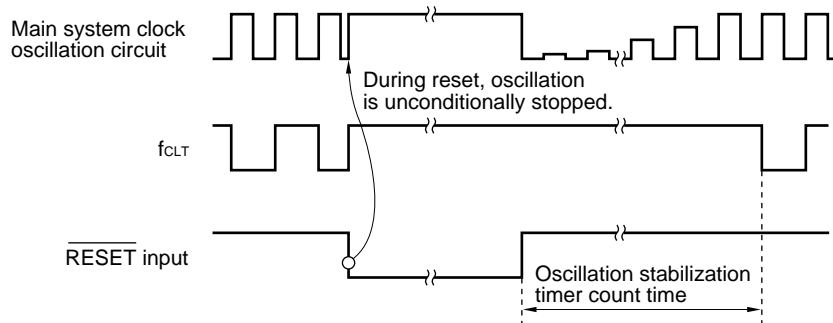 Main system clock
oscillation circuit
During reset, oscillation
is unconditionally stopped.
fCLT
RESET input
Oscillation stabilization
timer count time